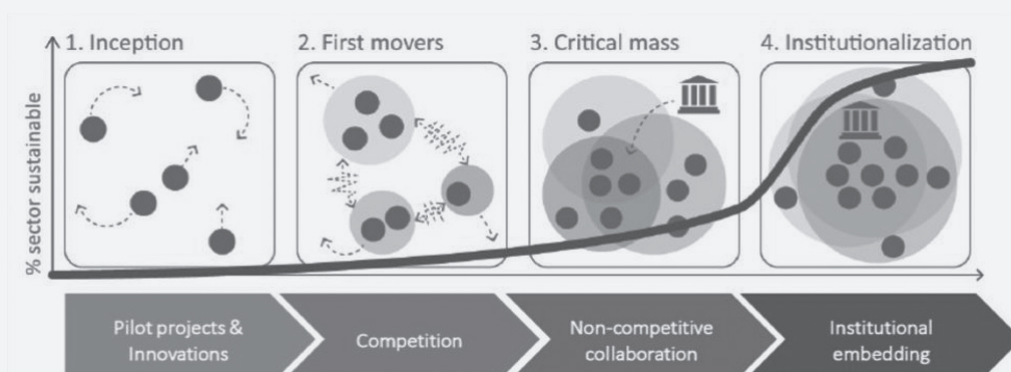 1. Inception
2. First movers
3. Critical mass
4. Institutionalization
% sector sustainable
Pilot projects &
Innovations
Competition
Non-competitive
collaboration
Institutional
embedding